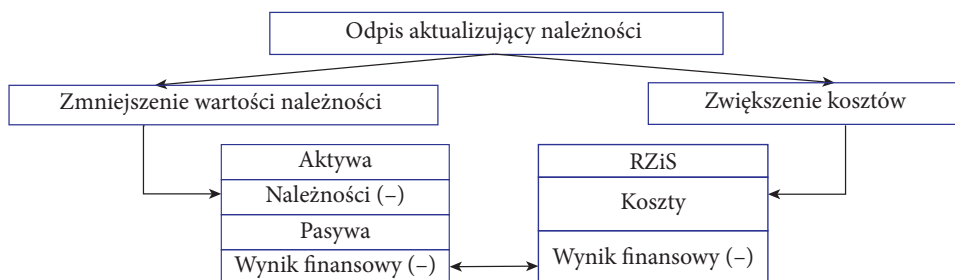 Odpis aktualizujący należności
Zmniejszenie wartości należności
Zwiększenie kosztów
Aktywa
Należności (–)
Pasywa
Wynik finansowy (–)
RZiS
Koszty
Wynik finansowy (–)